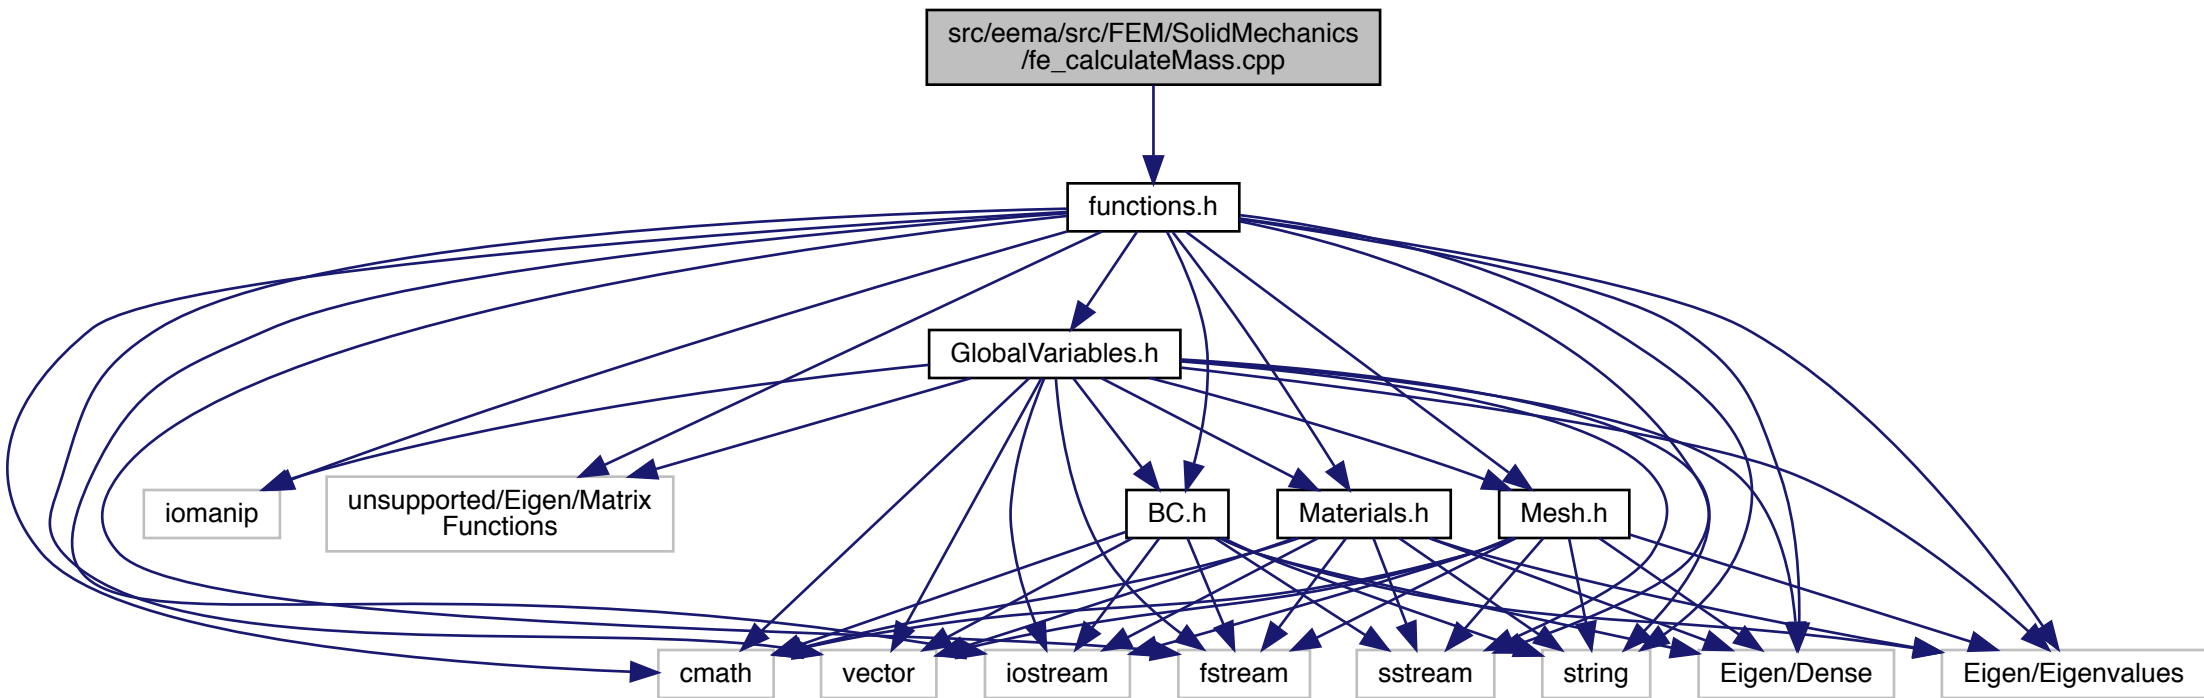 src/eema/src/FEM/SolidMechanics
/fe_calculateMass.cpp
functions.h
GlobalVariables.h
iomanip
unsupported/Eigen/Matrix
Functions
BC.h
Materials.h
Mesh.h
cmath
vector
iostream
fstream
sstream
string
Eigen/Dense
Eigen/Eigenvalues